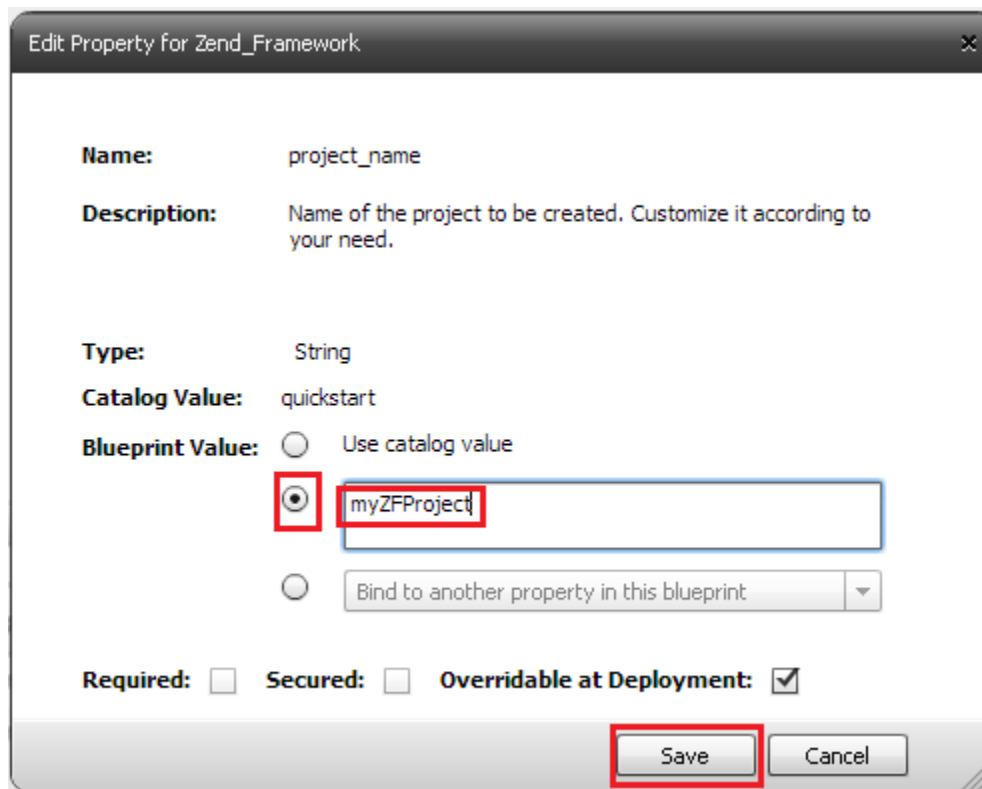 Edit Property for Zend_Framework
Name: project_name
Description: Name of the project to be created. Customize it according to
your need.
Type: String
Catalog Value: quickstart
Blueprint Value: Use catalog value
myZFProject
Bind to another property in this blueprint
Required: Secured: Overridable at Deployment:
Save Cancel